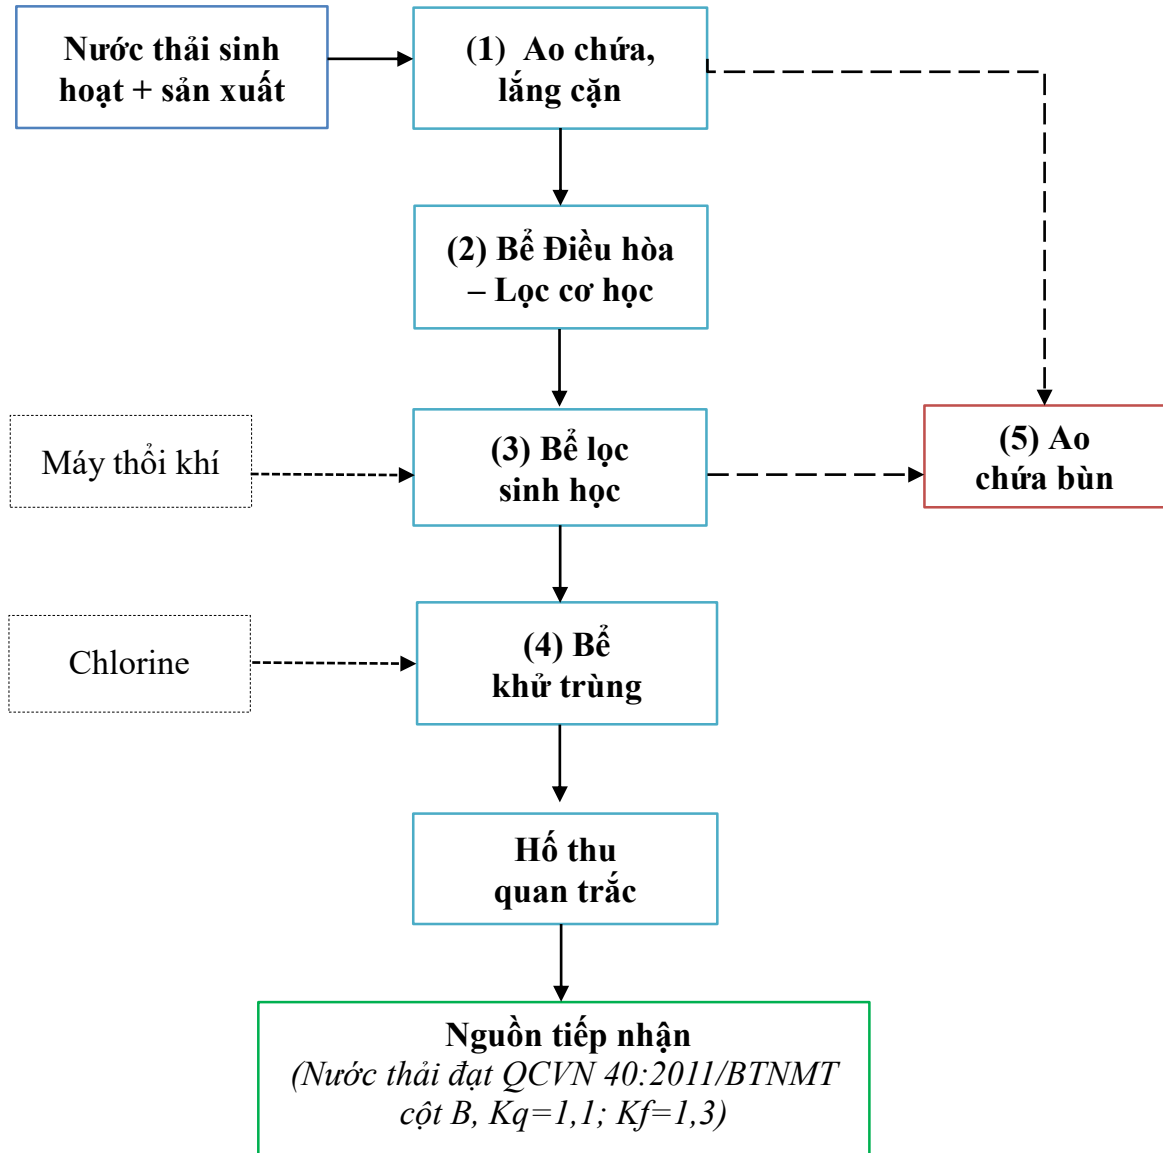 Nước thải sinh
hoạt + sản xuất
(1) Ao chứa,
lắng cặn
(2) Bể Điều hòa
– Lọc cơ học
Máy thổi khí
(3) Bể lọc
sinh học
(5) Ao
chứa bùn
Chlorine
(4) Bể
khử trùng
Hố thu
quan trắc
Nguồn tiếp nhận
(Nước thải đạt QCVN 40:2011/BTNMT
cột B, Kq=1,1; Kf=1,3)